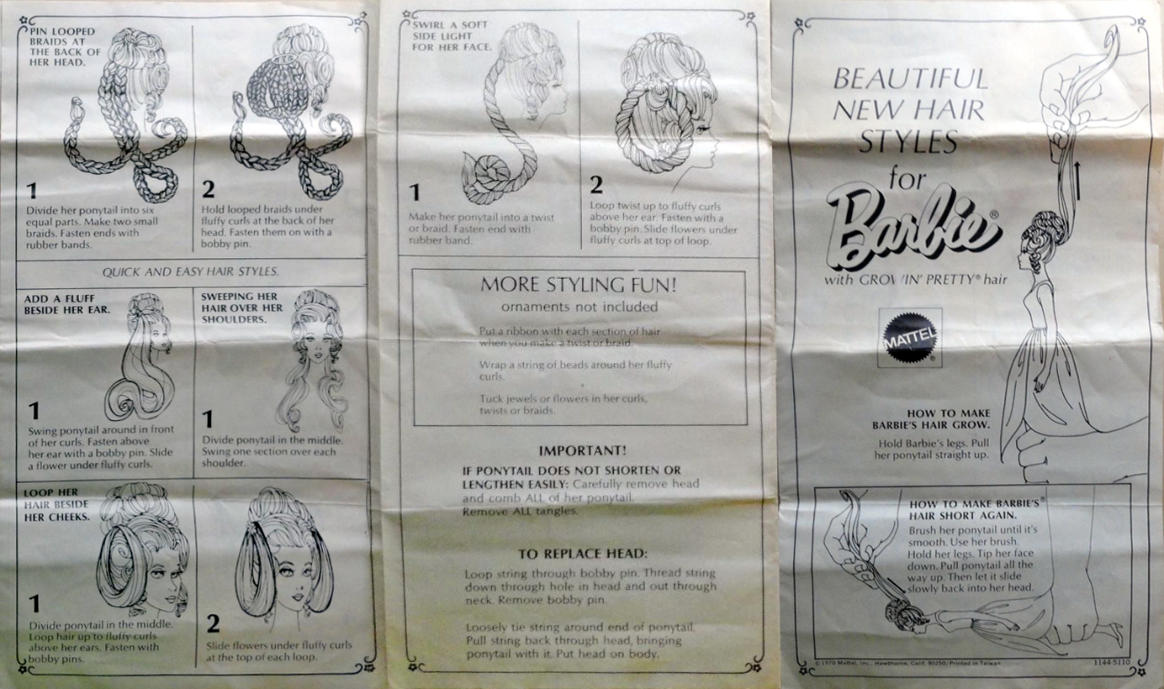 PIN LOOPED
BRAIDS AT
THE BACK OF
HER HEAD.
1
Divide her ponytail into six
equal parts. Make two small
braids. Fasten ends with
rubber bands.
2
Hold looped braids under
fluffy curls at the back of her
head. Fasten them on with a
bobby pin.
QUICK AND EASY HAIR STYLES.
ADD A FLUFF
BESIDE HER EAR.
1
Swing ponytail around in front
of her curls. Fasten above
her ear with a bobby pin. Slide
a flower under fluffy curls.
SWEEPING HER
HAIR OVER HER
SHOULDERS.
1
Divide ponytail in the middle.
Swing one section over each
shoulder.
LOOP HER
HAIR BESIDE
HER CHEEKS.
1
Divide ponytail in the middle.
Loop hair up to fluffy curls
above her ears. Fasten with
bobby pins.
2
Slide flowers under fluffy curls
at the top of each loop.
SWIRL A SOFT
SIDE LIGHT
FOR HER FACE.
1
Make her ponytail into a twist
or braid. Fasten end with
rubber band.
2
Loop twist up to fluffy curls
above her ear. Fasten with a
bobby pin. Slide flowers under
fluffy curls at top of loop.
MORE STYLING FUN!
ornaments not included
Put a ribbon with each section of hair
when you make a twist or braid.
Wrap a string of beads around her fluffy
curls.
Tuck jewels or flowers in her curls,
twists or braids.
IMPORTANT!
IF PONYTAIL DOES NOT SHORTEN OR
LENGTHEN EASILY: Carefully remove head
and comb ALL of her ponytail.
Remove ALL tangles.
TO REPLACE HEAD:
Loop string through bobby pin. Thread string
down through hole in head and out through
neck. Remove bobby pin.
Loosely tie string around end of ponytail.
Pull string back through head, bringing
ponytail with it. Put head on body.
BEAUTIFUL
NEW HAIR
STYLES
for
Barbie®
with GROWIN' PRETTY® hair
MATTEL
®
HOW TO MAKE
BARBIE'S HAIR GROW.
Hold Barbie's legs. Pull
her ponytail straight up.
HOW TO MAKE BARBIE'S®
HAIR SHORT AGAIN.
Brush her ponytail until it's
smooth. Use her brush.
Hold her legs. Tip her face
down. Pull ponytail all the
way up. Then let it slide
slowly back into her head.
© 1970 Mattel, Inc., Hawthorne, Calif. 90250/Printed in Taiwan
1144-5110